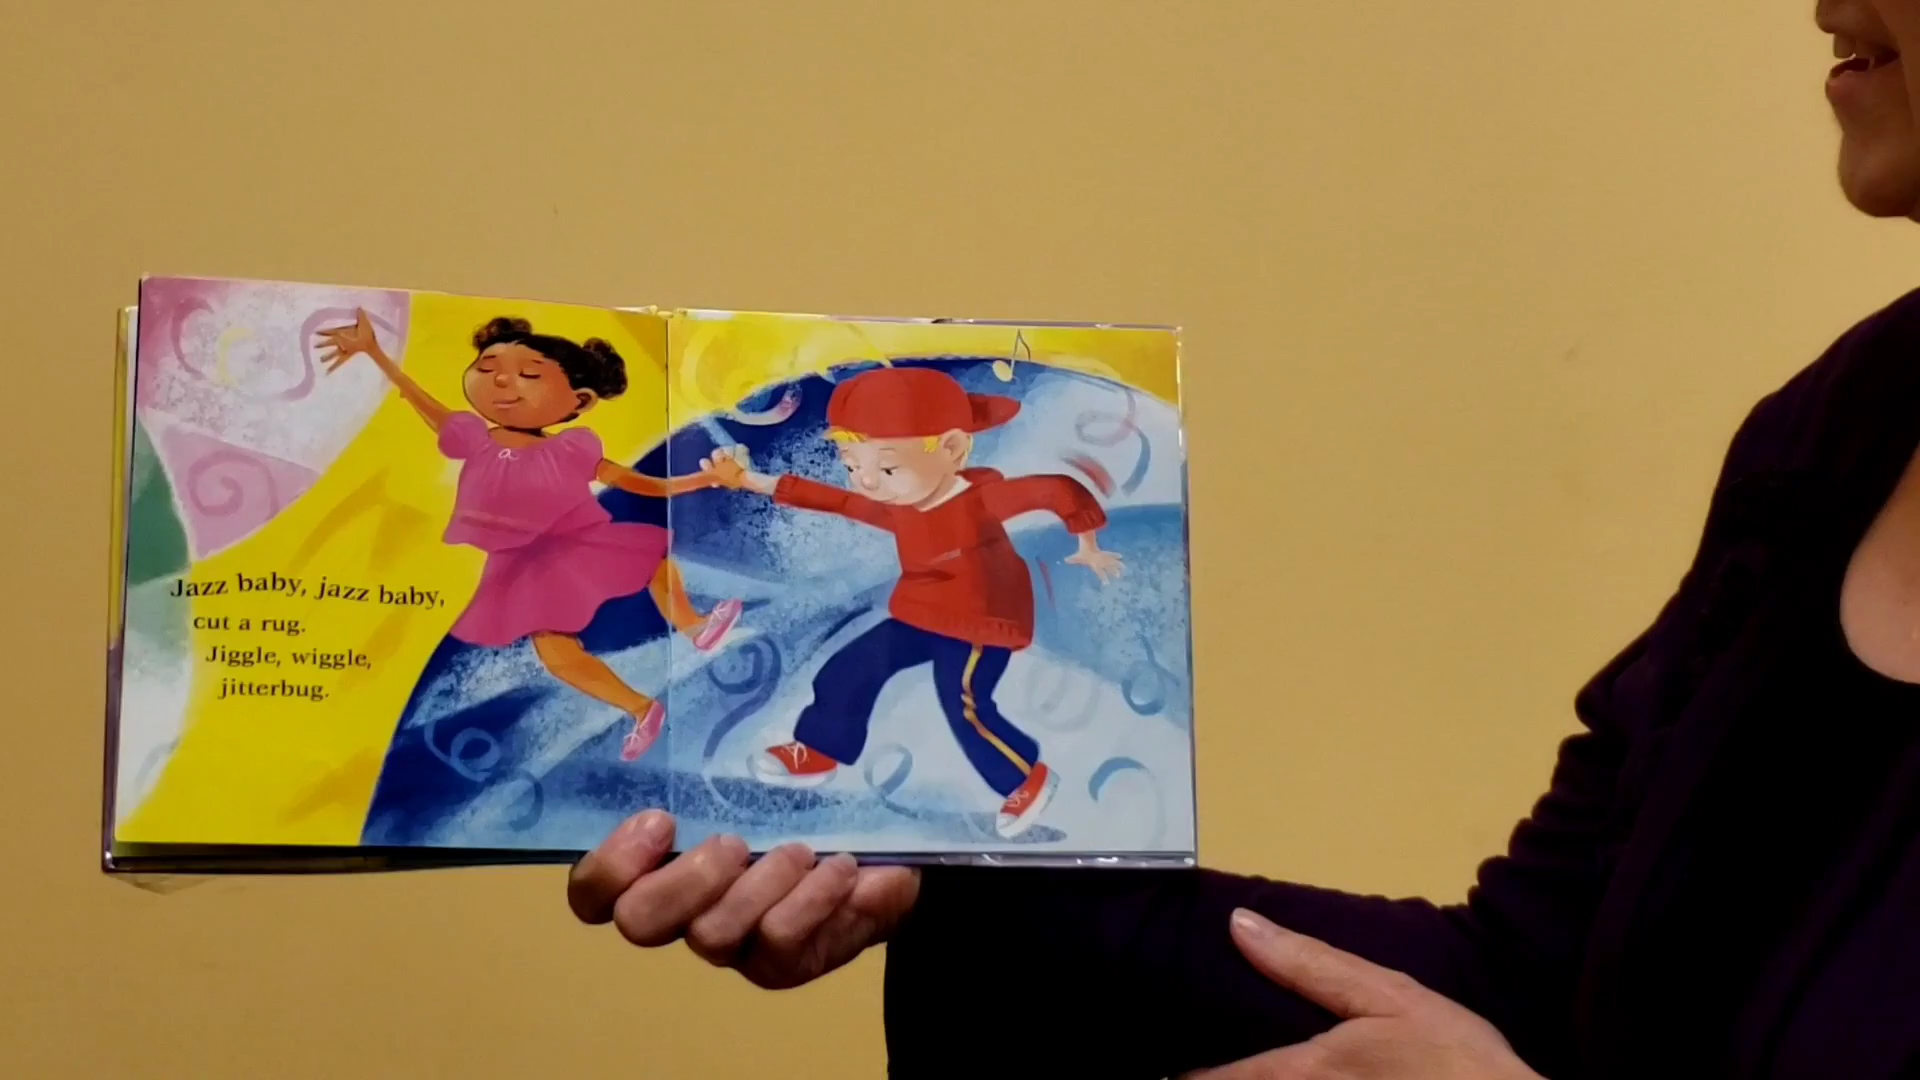 Jazz baby, jazz baby,
cut a rug.
Jiggle, wiggle,
jitterbug.